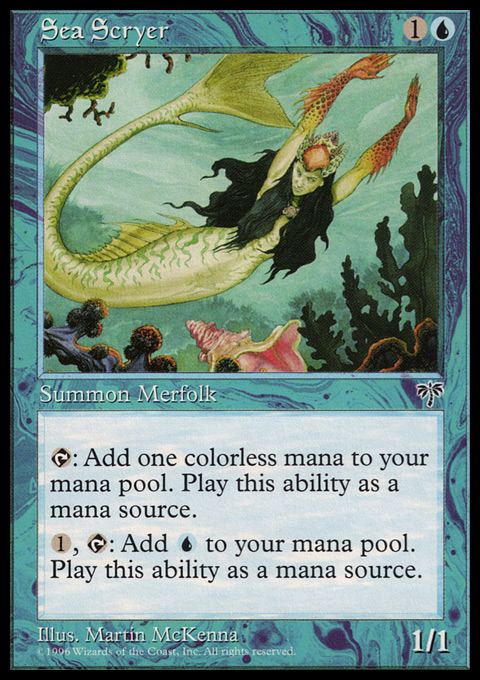 Sea Scryer 1
Summon Merfolk
: Add one colorless mana to your
mana pool. Play this ability as a
mana source.
1, : Add to your mana pool.
Play this ability as a mana source.
Illus. Martin McKenna
©1996 Wizards of the Coast, Inc. All rights reserved.
1/1